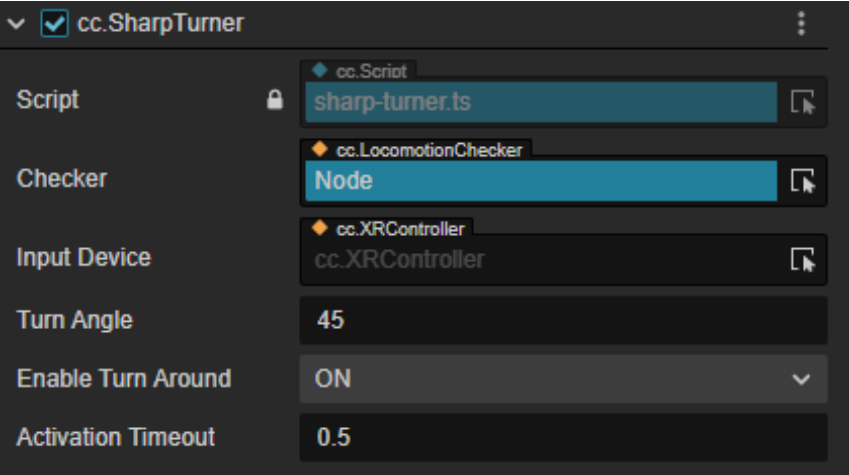 cc.SharpTurner
cc.Script
Script
sharp-turner.ts
cc.LocomotionChecker
Checker
Node
cc.XRController
Input Device
cc.XRController
Turn Angle
45
Enable Turn Around
ON
Activation Timeout
0.5